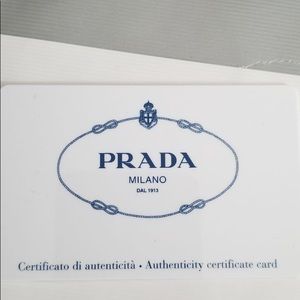 PRADA
MILANO
DAL 1913
Certificato di autenticità • Authenticity certificate card